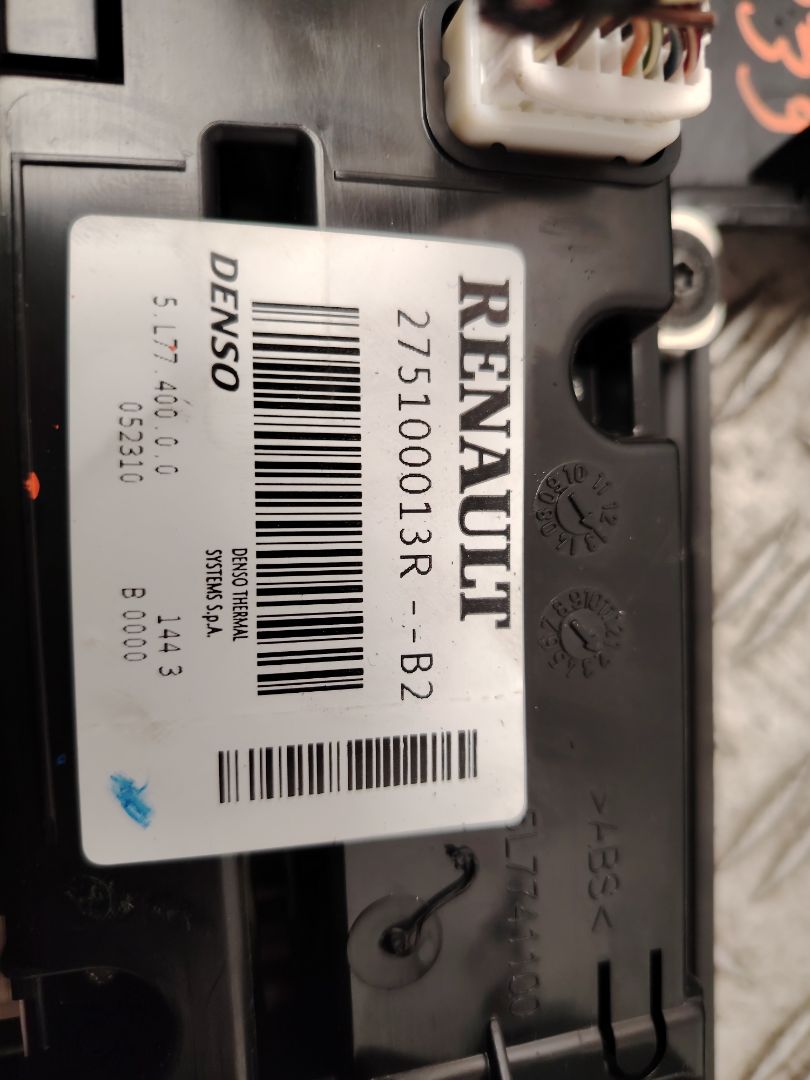 RENAULT
275100013R--B2
DENSO
DENSO THERMAL
SYSTEMS S.p.A.
5.L77.400.0.0
144 3
052310
B 0000
>ABS<